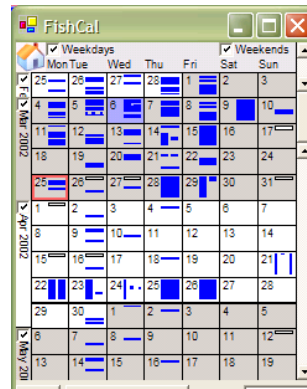 FishCal
Weekdays Weekends
Mon Tue Wed Thu Fri Sat Sun
25 26 27 28 1 2 3
4 5 6 7 8 9 10
11 12 13 14 15 16 17
18 19 20 21 22 23 24
25 26 27 28 29 30 31
1 2 3 4 5 6 7
8 9 10 11 12 13 14
15 16 17 18 19 20 21
22 23 24 25 26 27 28
29 30 1 2 3 4 5
6 7 8 9 10 11 12
13 14 15 16 17 18 19
Mar 2002
Apr 2002
May 20